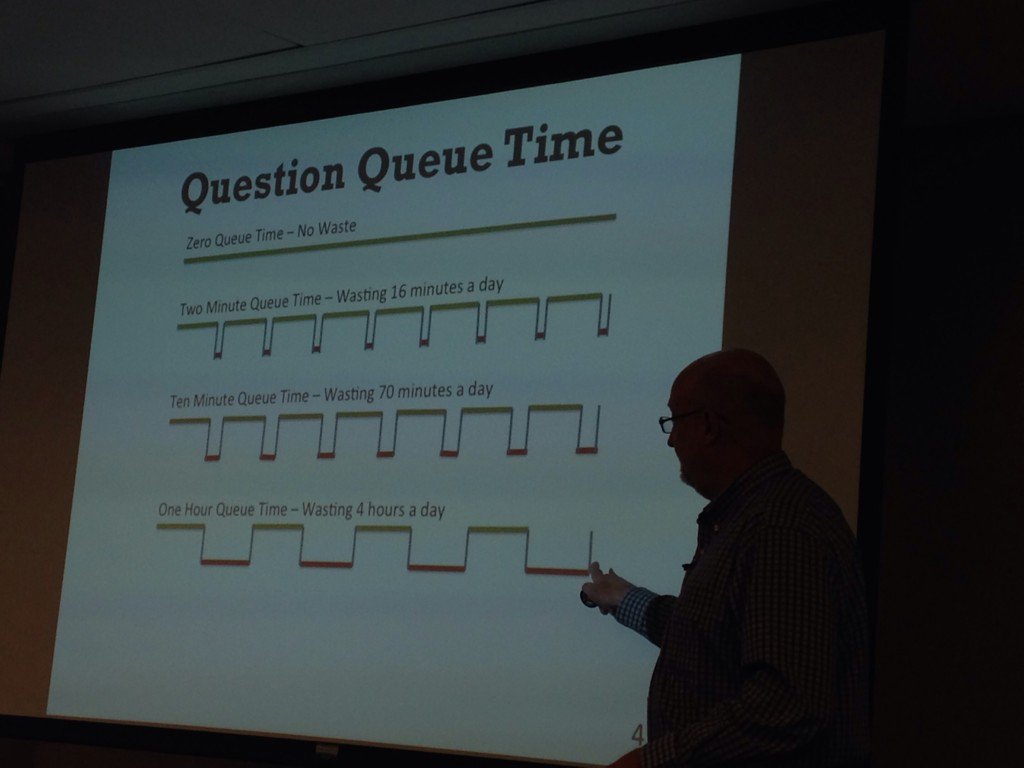 Question Queue Time
Zero Queue Time – No Waste
Two Minute Queue Time – Wasting 16 minutes a day
Ten Minute Queue Time – Wasting 70 minutes a day
One Hour Queue Time – Wasting 4 hours a day
4